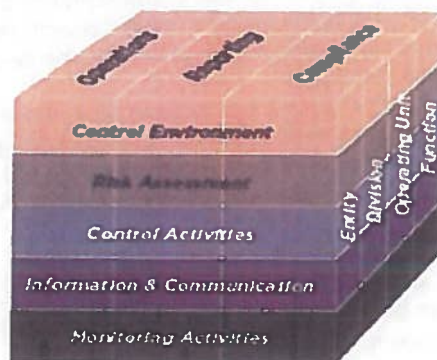 Operations
Reporting
Compliance
Control Environment
Risk Assessment
Control Activities
Information & Communication
Monitoring Activities
Entity
Division
Operating Unit
Function